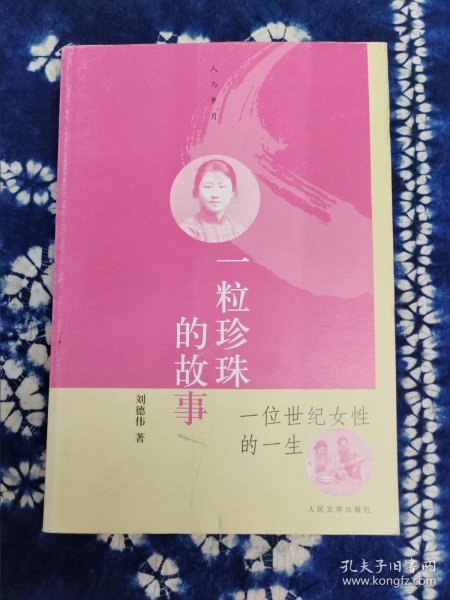 人与岁月
一粒珍珠
的故事
刘德伟 著
一位世纪女性
的一生
人民文学出版社
孔夫子旧书网
www.kongfz.com